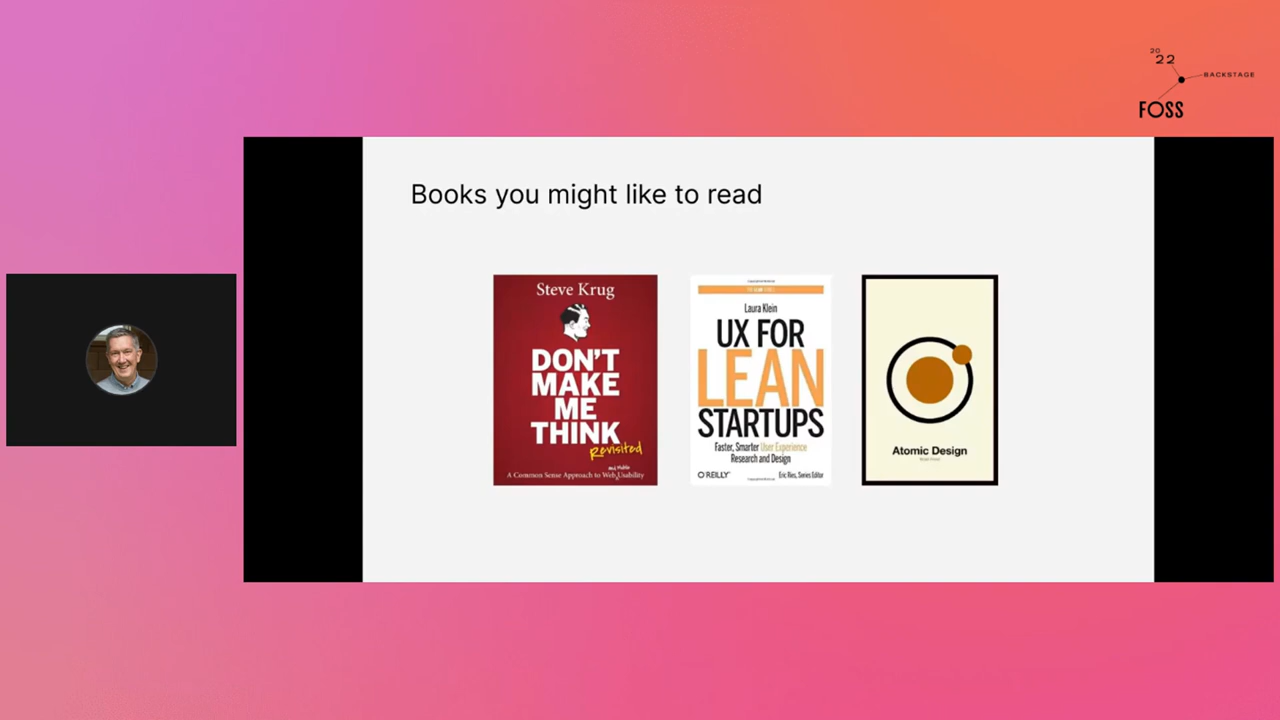 20
22
BACKSTAGE
FOSS
Books you might like to read
Steve Krug
DON'T
MAKE
ME
THINK
Revisited
and Mobile
A Common Sense Approach to Web Usability
Laura Klein
UX FOR
LEAN
STARTUPS
Faster, Smarter User Experience
Research and Design
O'REILLY
Eric Ries, Series Editor
Atomic Design